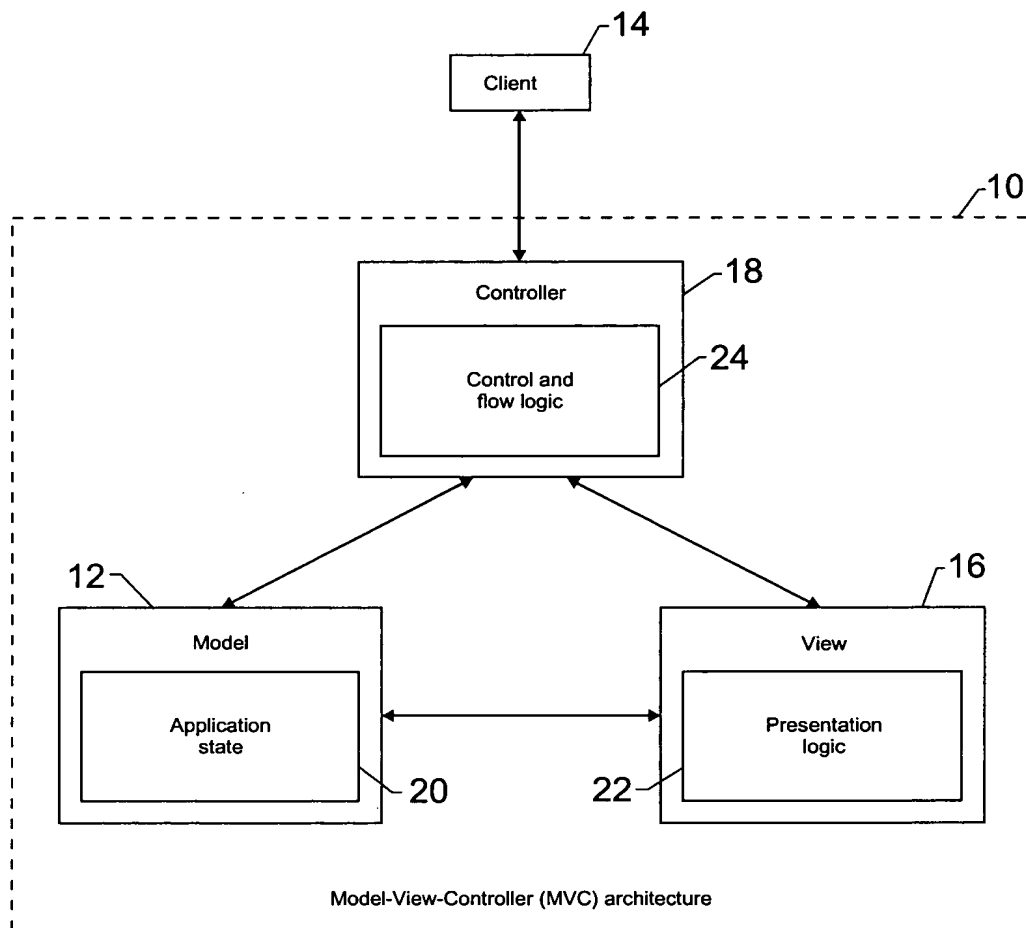 14
Client
10
Controller
18
Control and
flow logic
24
12
Model
Application
state
20
16
View
Presentation
logic
22
Model-View-Controller (MVC) architecture